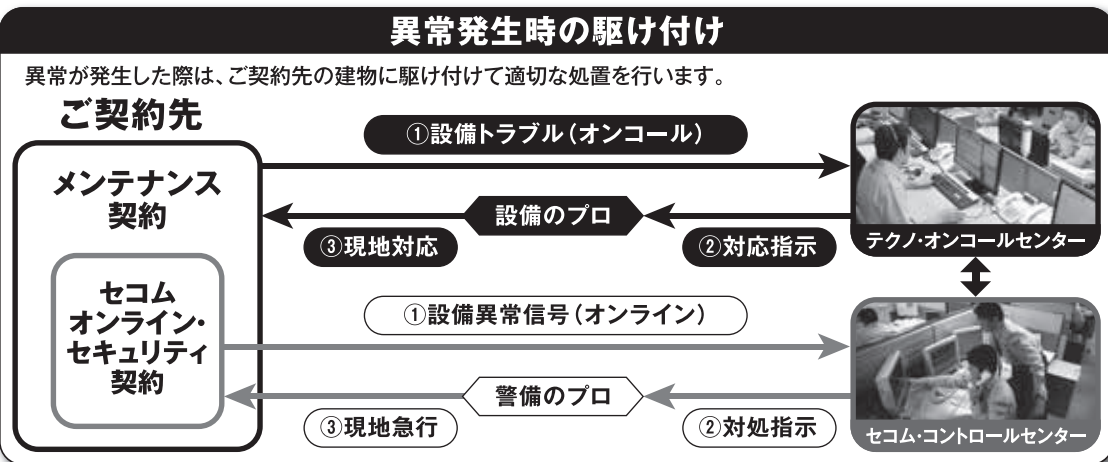 異常発生時の駆け付け
異常が発生した際は、ご契約先の建物に駆け付けて適切な処置を行います。
ご契約先
メンテナンス
契約
セコム
オンライン・
セキュリティ
契約
①設備トラブル（オンコール）
設備のプロ
③現地対応
②対応指示
テクノ・オンコールセンター
①設備異常信号（オンライン）
警備のプロ
③現地急行
②対処指示
セコム・コントロールセンター